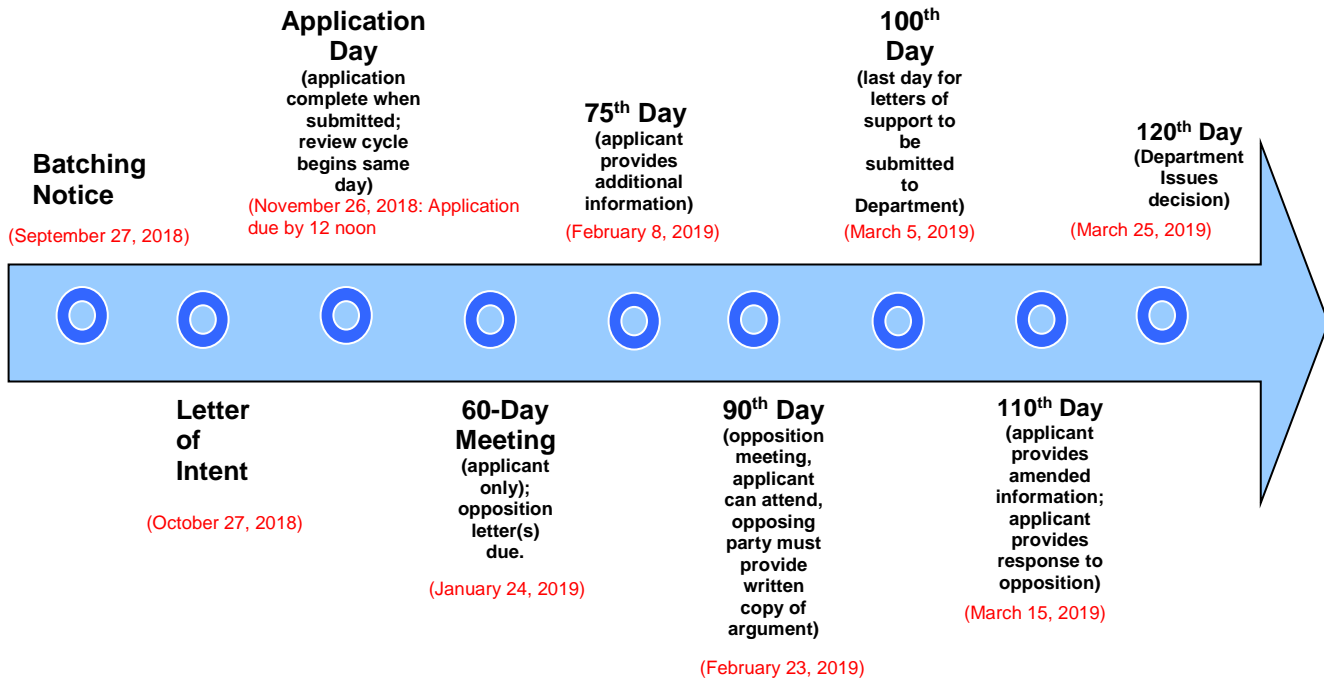 Batching
Notice
(September 27, 2018)
Letter
of
Intent
(October 27, 2018)
Application
Day
(application
complete when
submitted;
review cycle
begins same
day)
(November 26, 2018: Application
due by 12 noon
60-Day
Meeting
(applicant
only);
opposition
letter(s)
due.
(January 24, 2019)
75th Day
(applicant
provides
additional
information)
(February 8, 2019)
90th Day
(opposition
meeting,
applicant
can attend,
opposing
party must
provide
written
copy of
argument)
(February 23, 2019)
100th
Day
(last day for
letters of
support to
be
submitted
to
Department)
(March 5, 2019)
110th Day
(applicant
provides
amended
information;
applicant
provides
response to
opposition)
(March 15, 2019)
120th Day
(Department
Issues
decision)
(March 25, 2019)